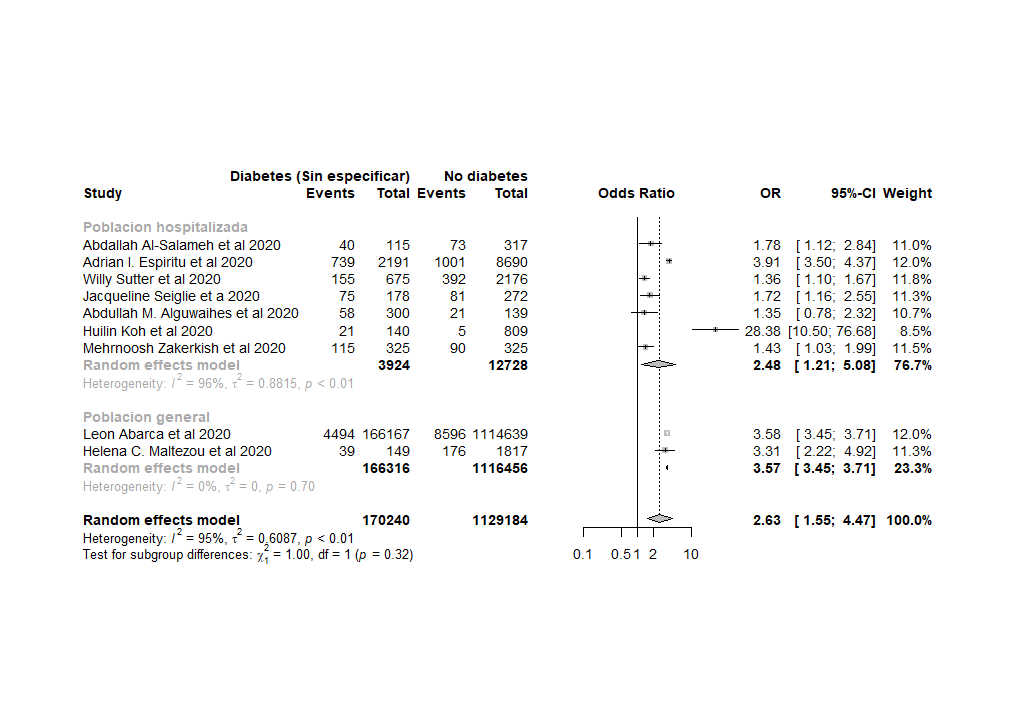 Diabetes (Sin especificar) No diabetes
Study Events Total Events Total Odds Ratio OR 95%-CI Weight
Poblacion hospitalizada
Abdallah Al-Salameh et al 2020 40 115 73 317 1.78 [ 1.12; 2.84] 11.0%
Adrian I. Espiritu et al 2020 739 2191 1001 8690 3.91 [ 3.50; 4.37] 12.0%
Willy Sutter et al 2020 155 675 392 2176 1.36 [ 1.10; 1.67] 11.8%
Jacqueline Seiglie et a 2020 75 178 81 272 1.72 [ 1.16; 2.55] 11.3%
Abdullah M. Alguwaihes et al 2020 58 300 21 139 1.35 [ 0.78; 2.32] 10.7%
Huilin Koh et al 2020 21 140 5 809 28.38 [10.50; 76.68] 8.5%
Mehrnoosh Zakerkish et al 2020 115 325 90 325 1.43 [ 1.03; 1.99] 11.5%
Random effects model 3924 12728 2.48 [ 1.21; 5.08] 76.7%
Heterogeneity: I² = 96%, τ² = 0.8815, p < 0.01
Poblacion general
Leon Abarca et al 2020 4494 166167 8596 1114639 3.58 [ 3.45; 3.71] 12.0%
Helena C. Maltezou et al 2020 39 149 176 1817 3.31 [ 2.22; 4.92] 11.3%
Random effects model 166316 1116456 3.57 [ 3.45; 3.71] 23.3%
Heterogeneity: I² = 0%, τ² = 0, p = 0.70
Random effects model 170240 1129184 2.63 [ 1.55; 4.47] 100.0%
Heterogeneity: I² = 95%, τ² = 0.6087, p < 0.01
Test for subgroup differences: χ₁² = 1.00, df = 1 (p = 0.32)
0.1 0.5 1 2 10